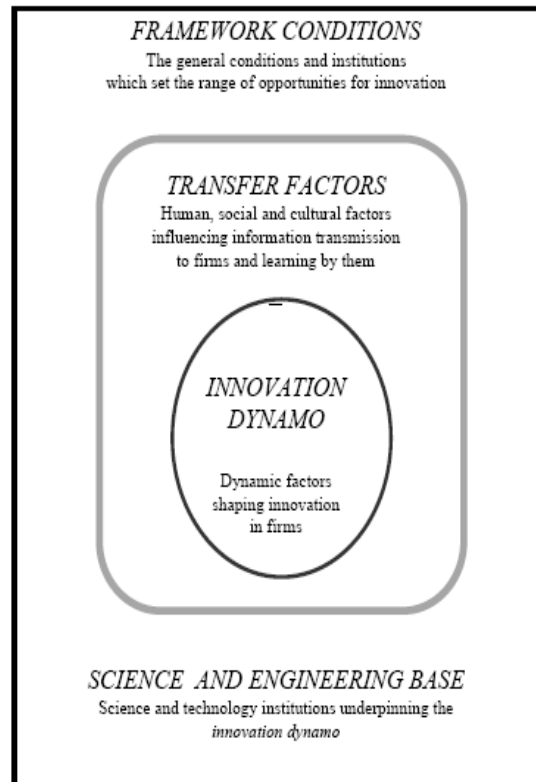 FRAMEWORK CONDITIONS
The general conditions and institutions
which set the range of opportunities for innovation
TRANSFER FACTORS
Human, social and cultural factors
influencing information transmission
to firms and learning by them
INNOVATION
DYNAMO
Dynamic factors
shaping innovation
in firms
SCIENCE AND ENGINEERING BASE
Science and technology institutions underpinning the
innovation dynamo